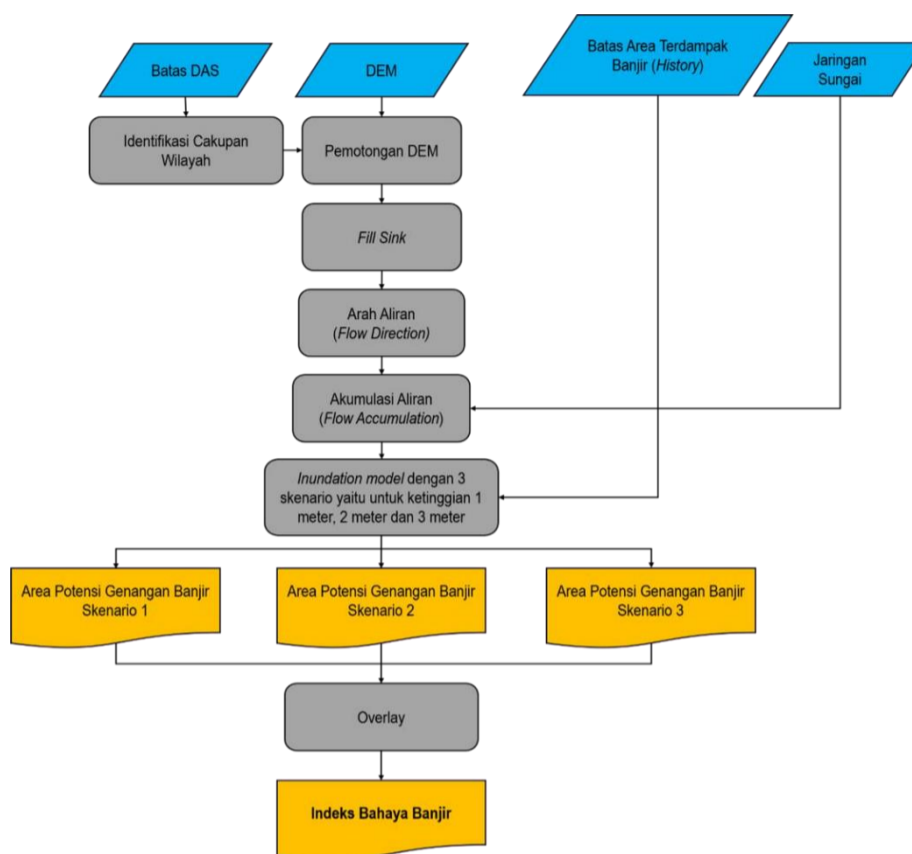 Batas DAS
DEM
Batas Area Terdampak
Banjir (History)
Jaringan
Sungai
Identifikasi Cakupan
Wilayah
Pemotongan DEM
Fill Sink
Arah Aliran
(Flow Direction)
Akumulasi Aliran
(Flow Accumulation)
Inundation model dengan 3
skenario yaitu untuk ketinggian 1
meter, 2 meter dan 3 meter
Area Potensi Genangan Banjir
Skenario 1
Area Potensi Genangan Banjir
Skenario 2
Area Potensi Genangan Banjir
Skenario 3
Overlay
Indeks Bahaya Banjir